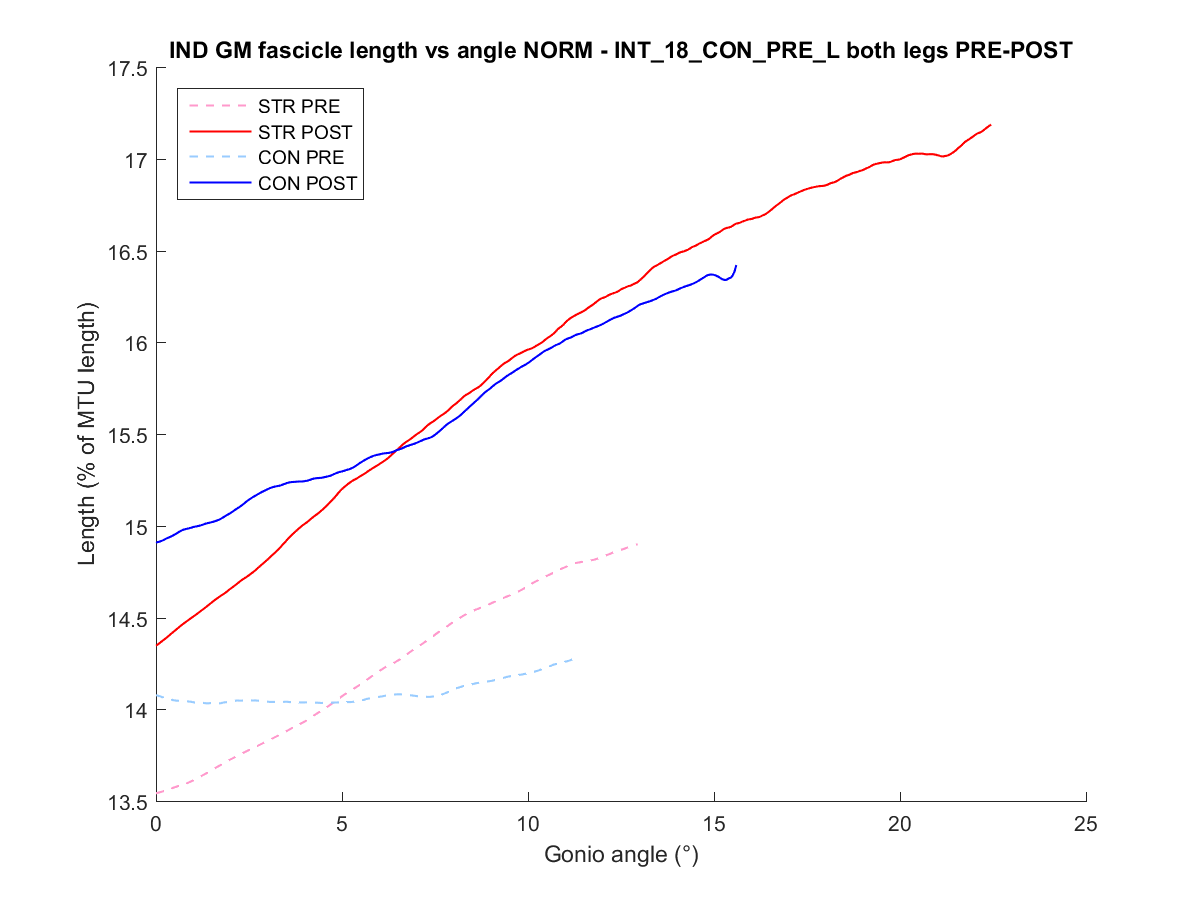 IND GM fascicle length vs angle NORM - INT_18_CON_PRE_L both legs PRE-POST
17.5
17
16.5
16
15.5
15
14.5
14
13.5
Length (% of MTU length)
STR PRE
STR POST
CON PRE
CON POST
0 5 10 15 20 25
Gonio angle (°)